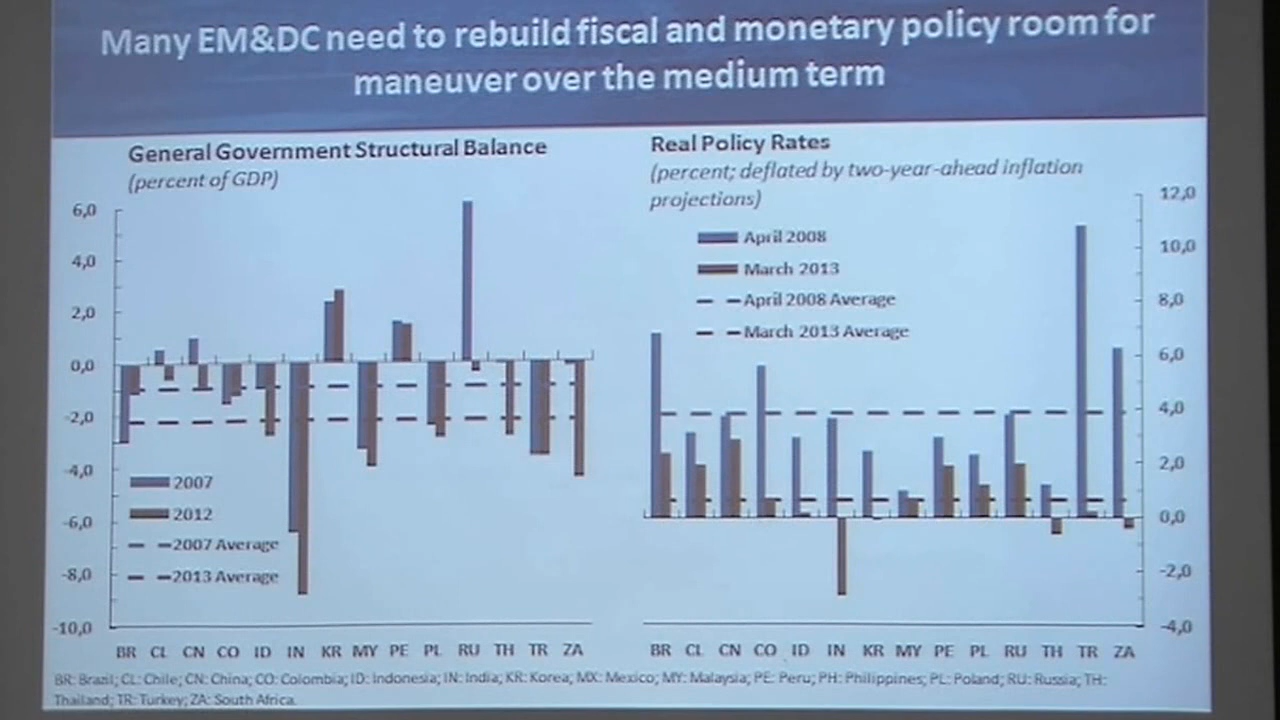 Many EM&DC need to rebuild fiscal and monetary policy room for
maneuver over the medium term
General Government Structural Balance
(percent of GDP)
6,0
4,0
2,0
0,0
-2,0
-4,0
-6,0
-8,0
-10,0
2007
2012
2007 Average
2013 Average
BR CL CN CO ID IN KR MY PE PL RU TH TR ZA
Real Policy Rates
(percent; deflated by two-year-ahead inflation
projections)
April 2008
March 2013
April 2008 Average
March 2013 Average
12,0
10,0
8,0
6,0
4,0
2,0
0,0
-2,0
-4,0
BR CL CN CO ID IN KR MY PE PL RU TH TR ZA
BR: Brazil; CL: Chile; CN: China; CO: Colombia; ID: Indonesia; IN: India; KR: Korea; MX: Mexico; MY: Malaysia; PE: Peru; PH: Philippines; PL: Poland; RU: Russia; TH:
Thailand; TR: Turkey; ZA: South Africa.